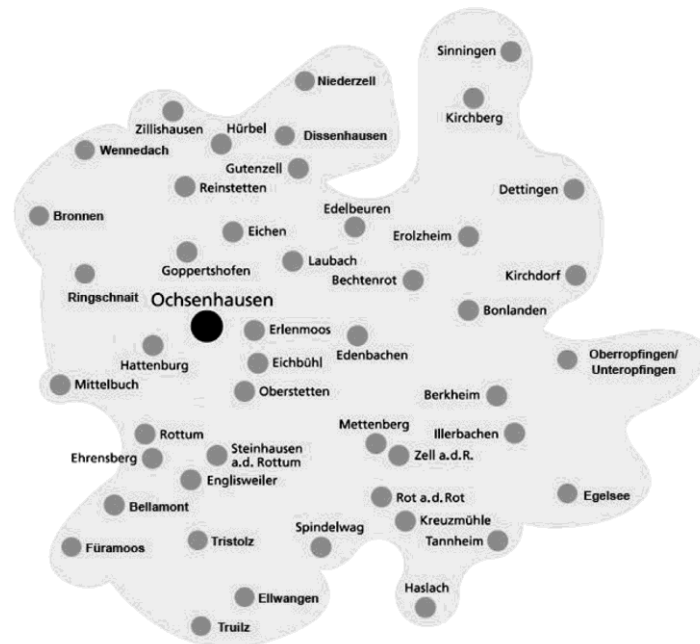 Sinningen
Niederzell
Kirchberg
Zillishausen
Hürbel
Dissenhausen
Wennedach
Gutenzell
Reinstetten
Dettingen
Edelbeuren
Bronnen
Eichen
Erolzheim
Goppertshofen
Laubach
Bechtenrot
Kirchdorf
Ringschnait
Ochsenhausen
Bonlanden
Erlenmoos
Edenbachen
Hattenburg
Eichbühl
Oberropfingen/
Unteropfingen
Mittelbuch
Oberstetten
Berkheim
Mettenberg
Illerbachen
Rottum
Steinhausen
a.d. Rottum
Ehrensberg
Zell a.d.R.
Englisweiler
Rot a.d.Rot
Egelsee
Bellamont
Kreuzmühle
Spindelwag
Tannheim
Füramoos
Tristolz
Haslach
Ellwangen
Truilz